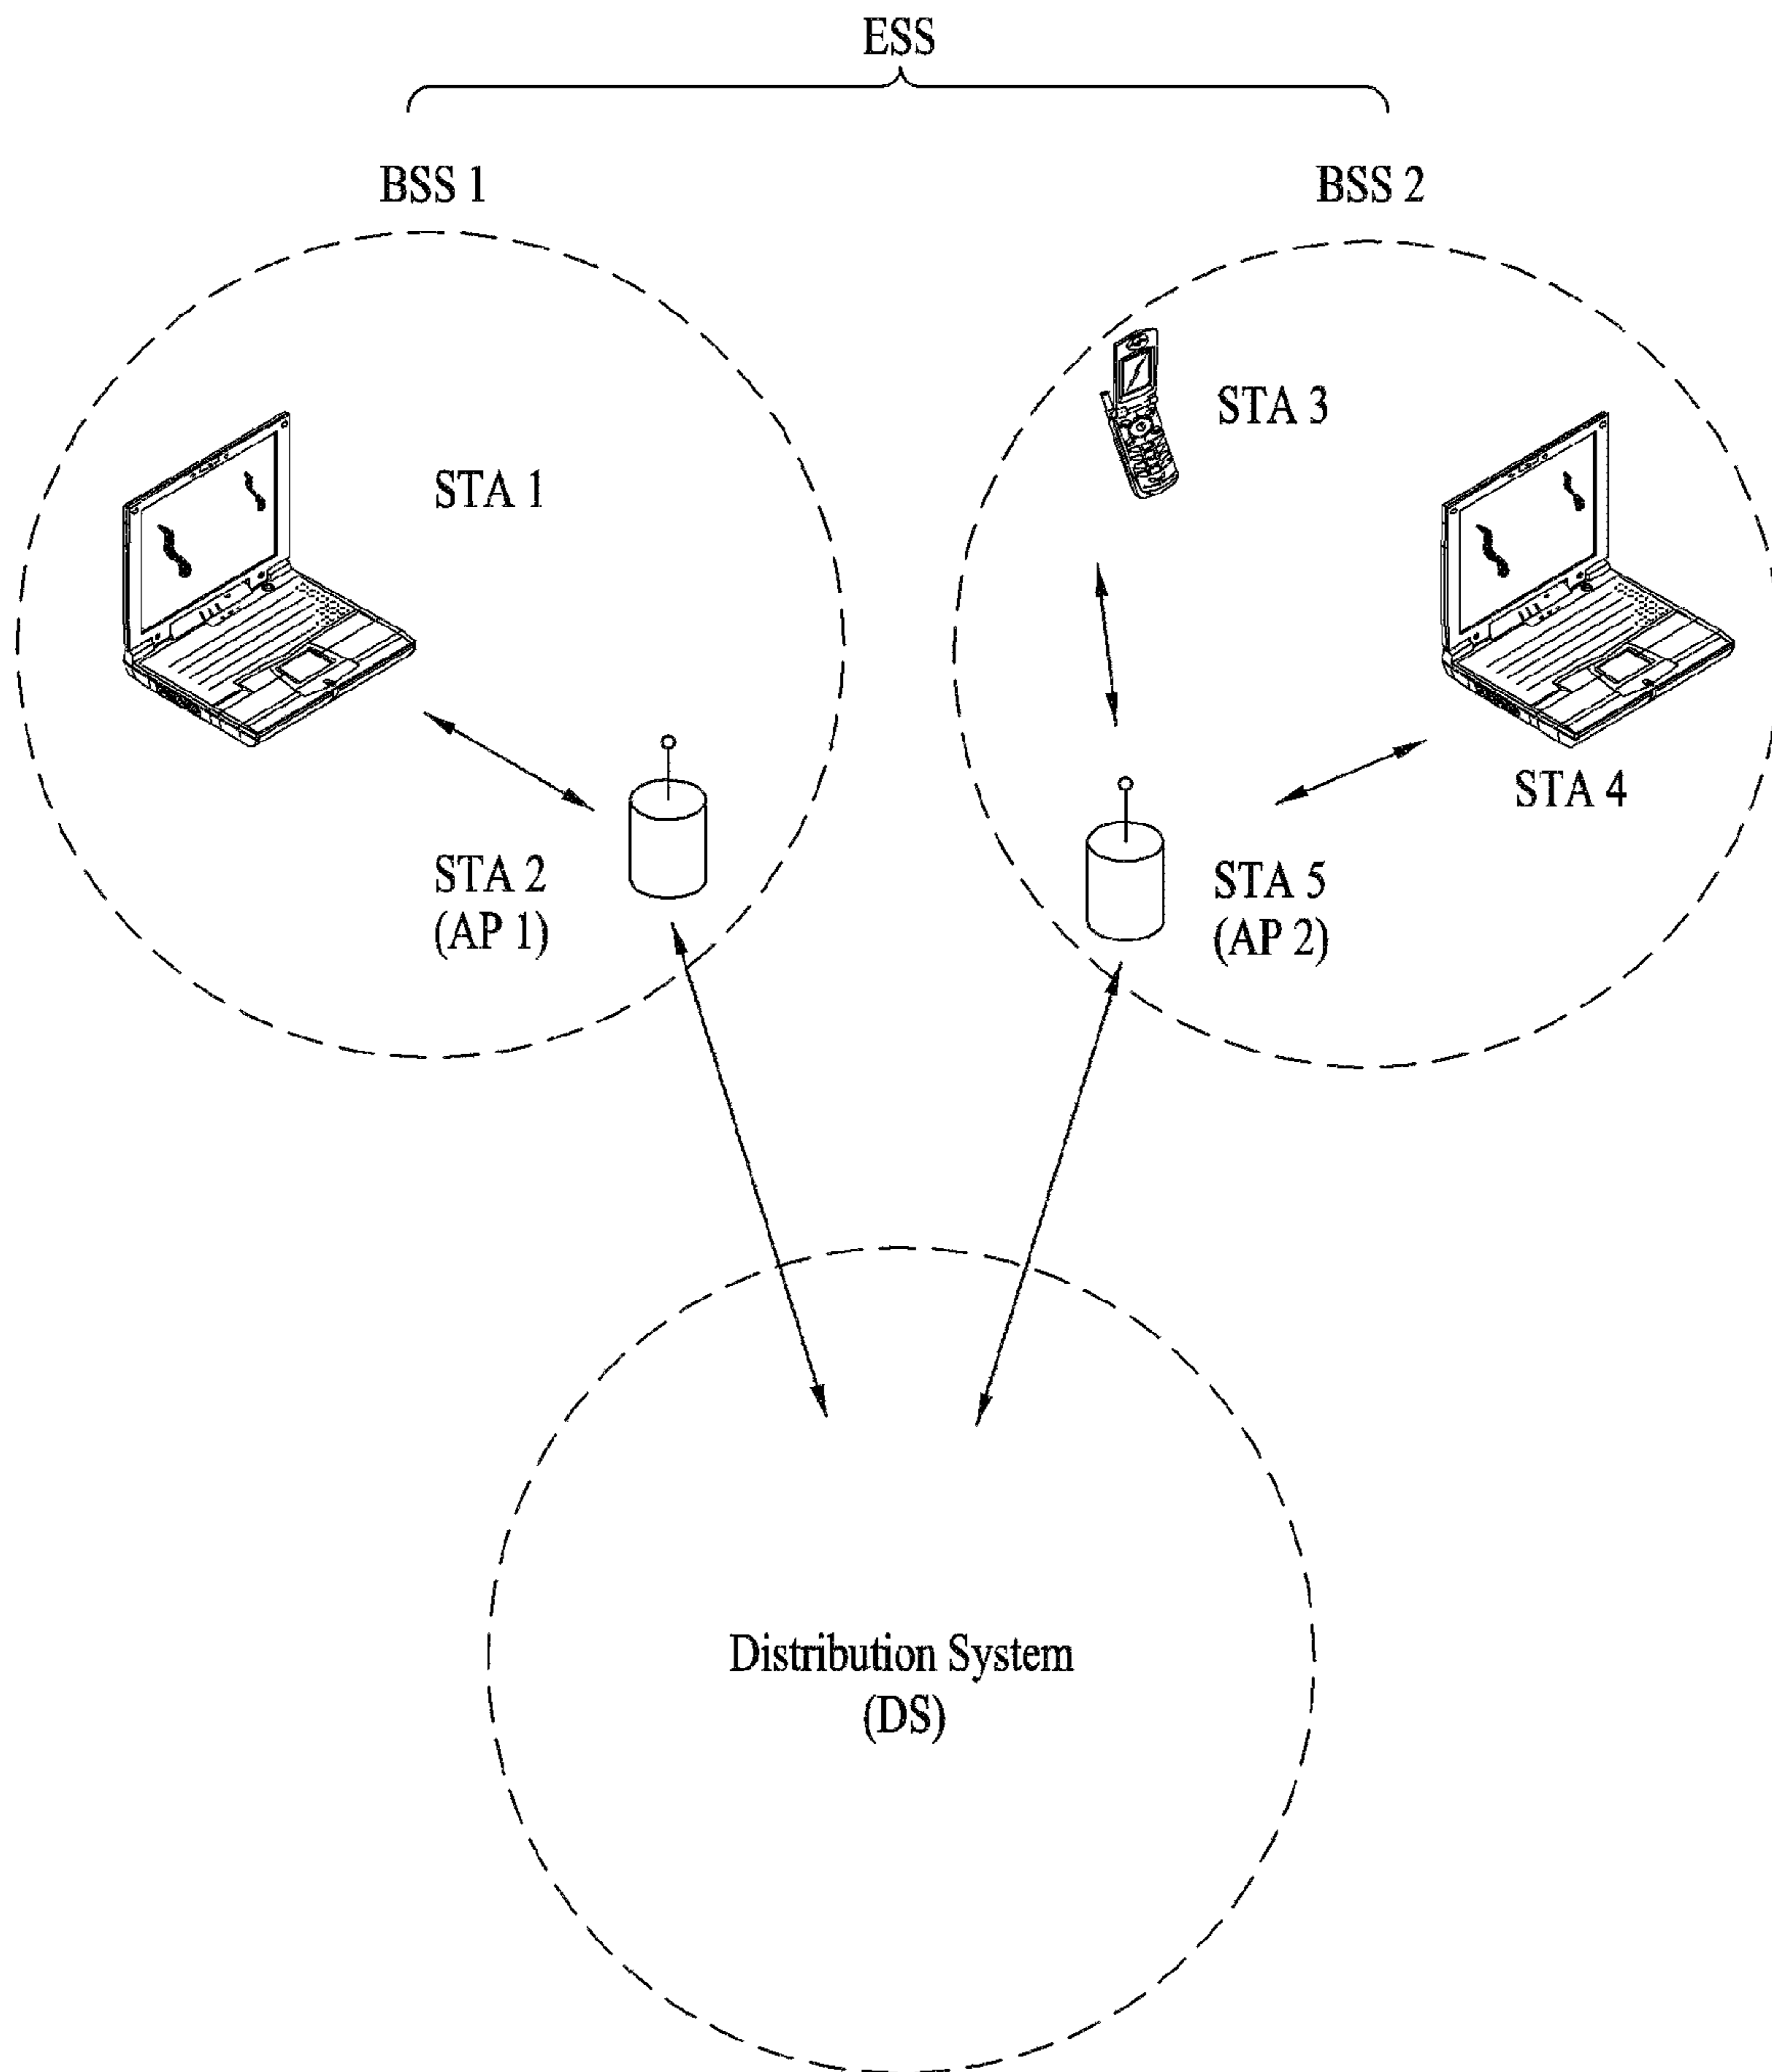 ESS
BSS 1
BSS 2
STA 1
STA 3
STA 4
STA 2
(AP 1)
STA 5
(AP 2)
Distribution System
(DS)